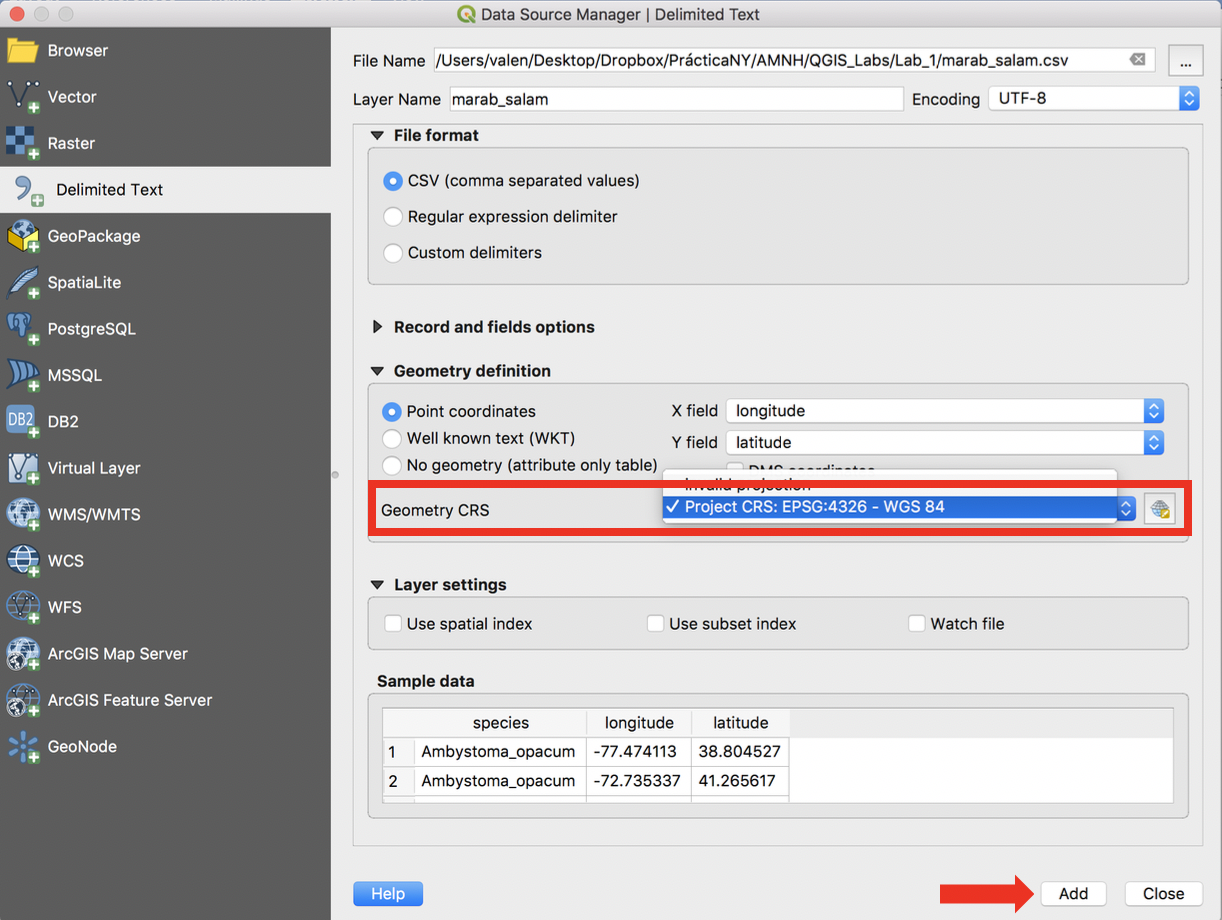 Data Source Manager | Delimited Text
Browser
Vector
Raster
Delimited Text
GeoPackage
SpatiaLite
PostgreSQL
MSSQL
DB2
DB2
Virtual Layer
WMS/WMTS
WCS
WFS
ArcGIS Map Server
ArcGIS Feature Server
GeoNode
File Name /Users/valen/Desktop/Dropbox/PrácticaNY/AMNH/QGIS_Labs/Lab_1/marab_salam.csv ...
Layer Name marab_salam Encoding UTF-8
File format
CSV (comma separated values)
Regular expression delimiter
Custom delimiters
Record and fields options
Geometry definition
Point coordinates X field longitude
Well known text (WKT) Y field latitude
No geometry (attribute only table) DMS coordinates
Invalid projection
Geometry CRS ✓ Project CRS: EPSG:4326 - WGS 84
Layer settings
Use spatial index Use subset index Watch file
Sample data
species longitude latitude
1 Ambystoma_opacum -77.474113 38.804527
2 Ambystoma_opacum -72.735337 41.265617
Help Add Close